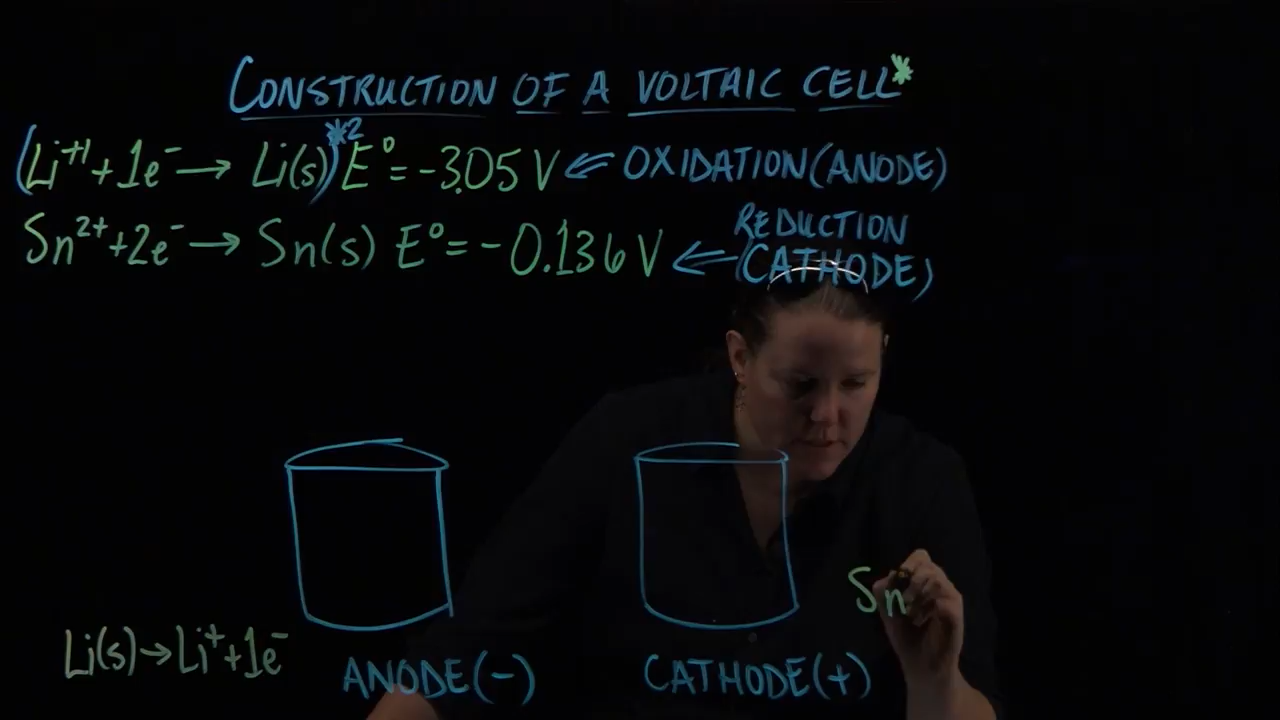 CONSTRUCTION OF A VOLTAIC CELL*
(Li⁺¹+1e⁻ → Li(s))*2 E°=-3.05 V ⇐ OXIDATION(ANODE)
Sn²⁺+2e⁻ → Sn(s) E°= -0.136 V ⇐ REDUCTION
(CATHODE)
Sn
Li(s)→Li⁺+1e⁻
ANODE(-)
CATHODE(+)